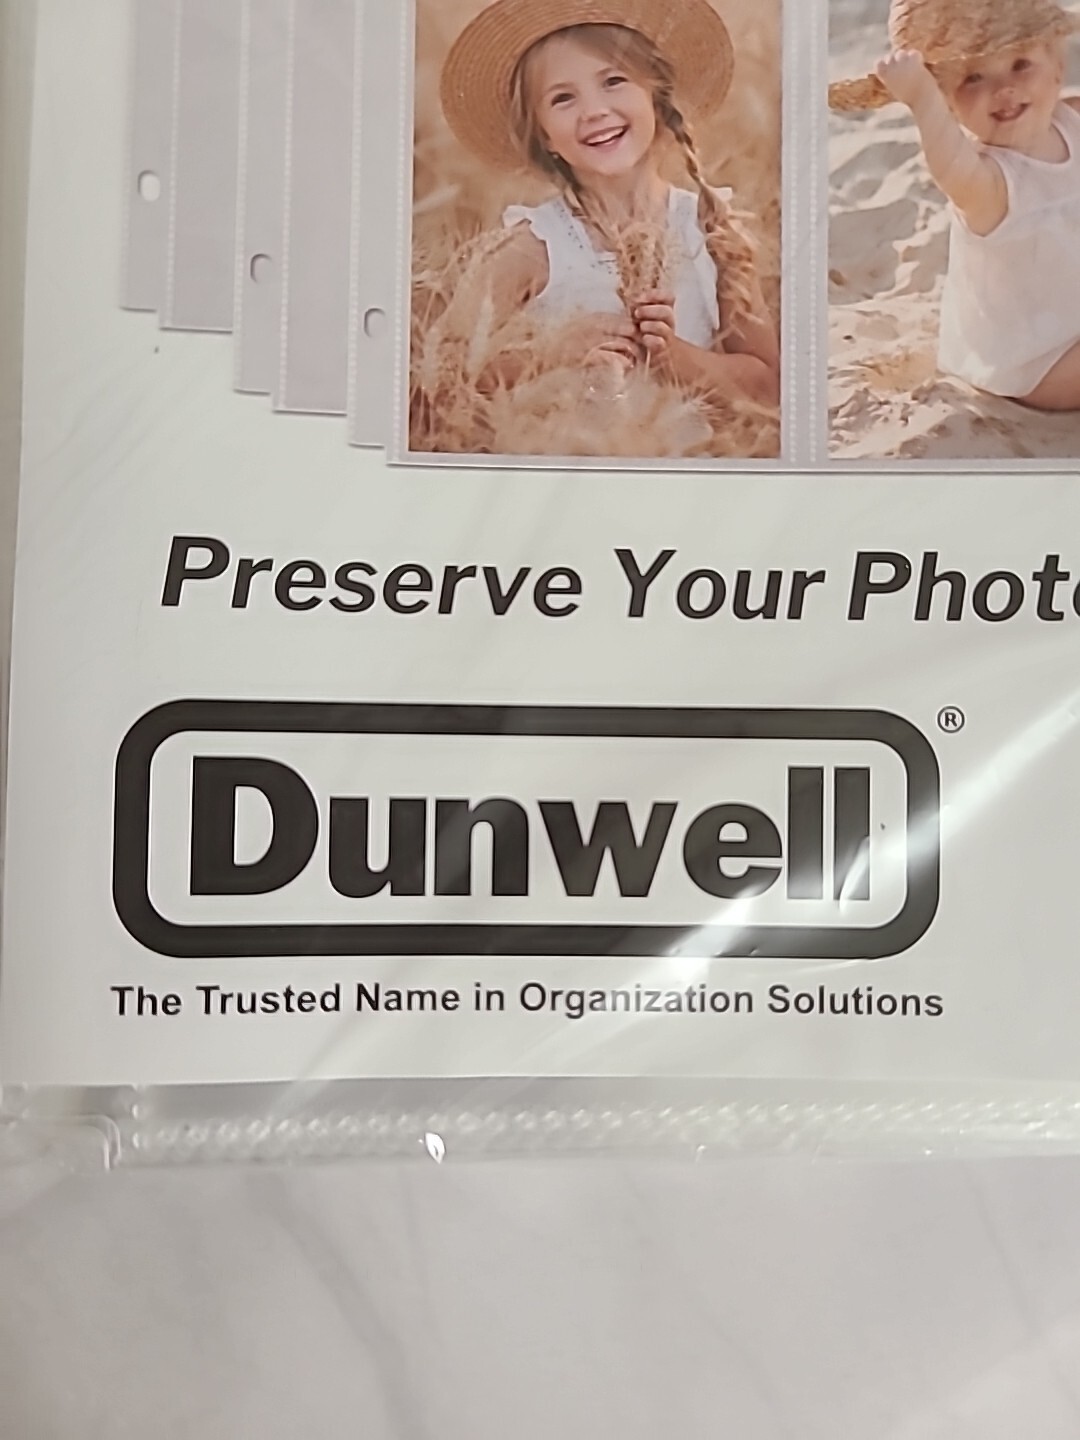 Preserve Your Phot
Dunwell®
The Trusted Name in Organization Solutions